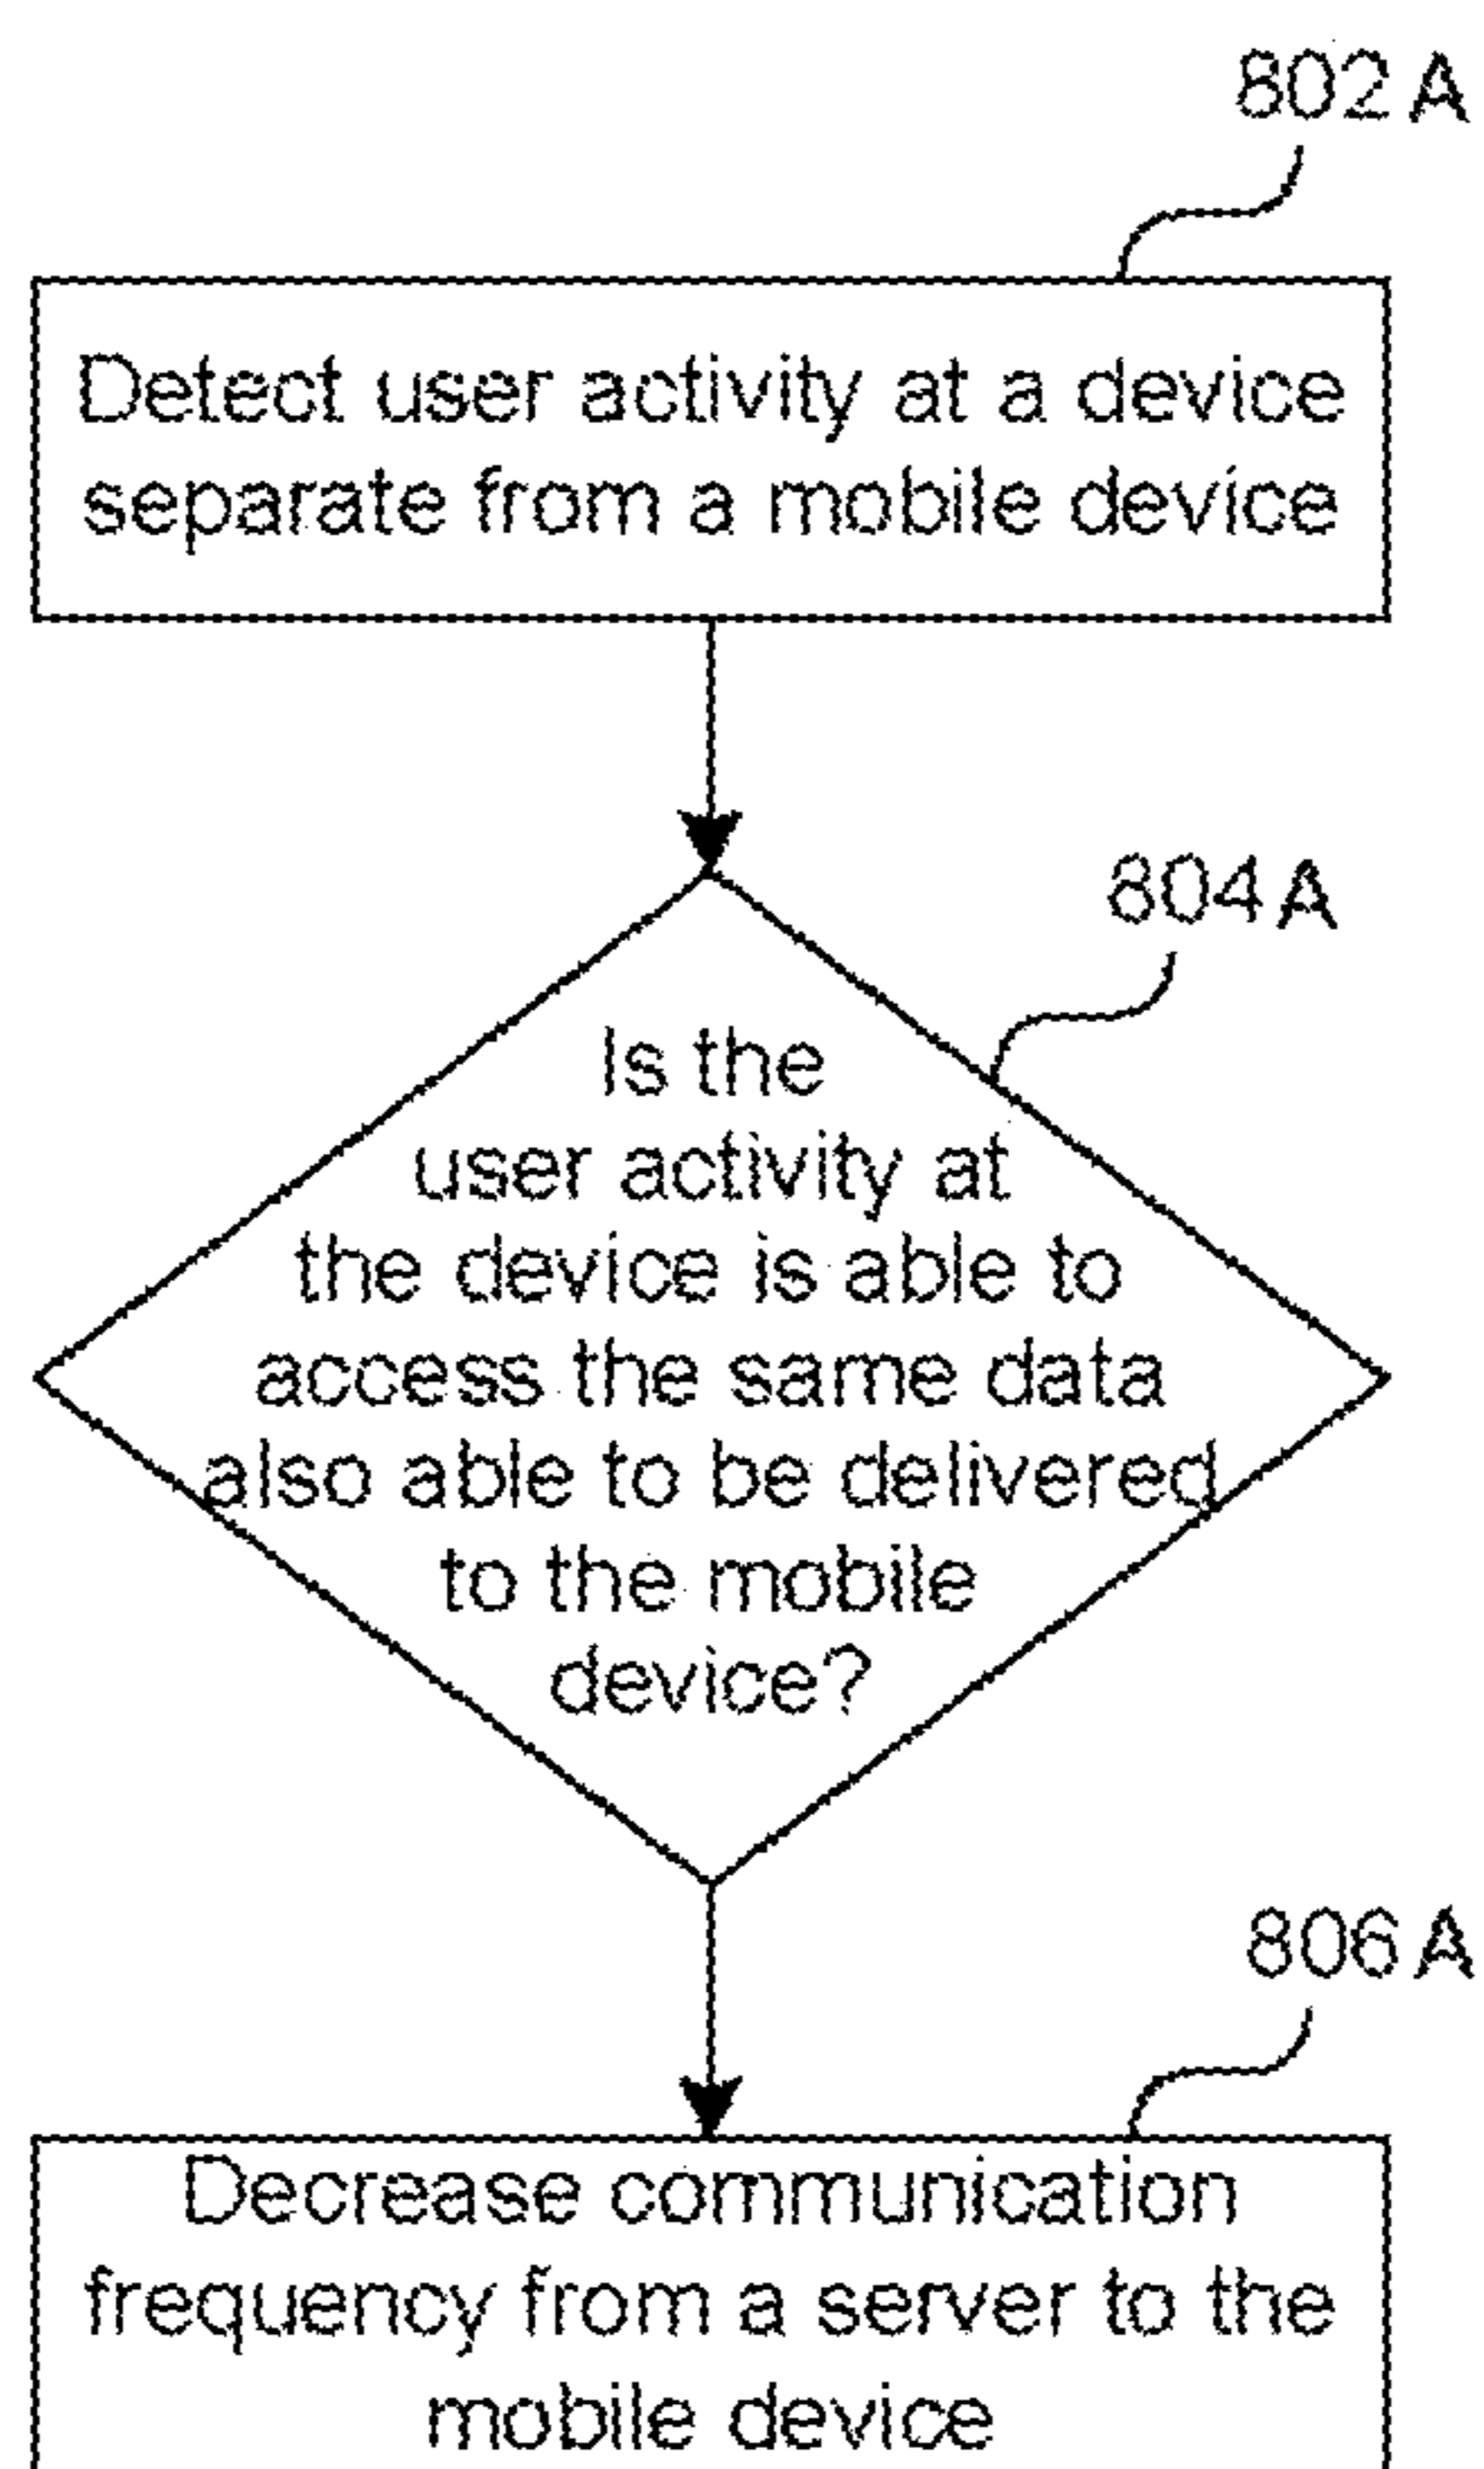 802A
Detect user activity at a device
separate from a mobile device
804A
Is the
user activity at
the device is able to
access the same data
also able to be delivered
to the mobile
device?
806A
Decrease communication
frequency from a server to the
mobile device